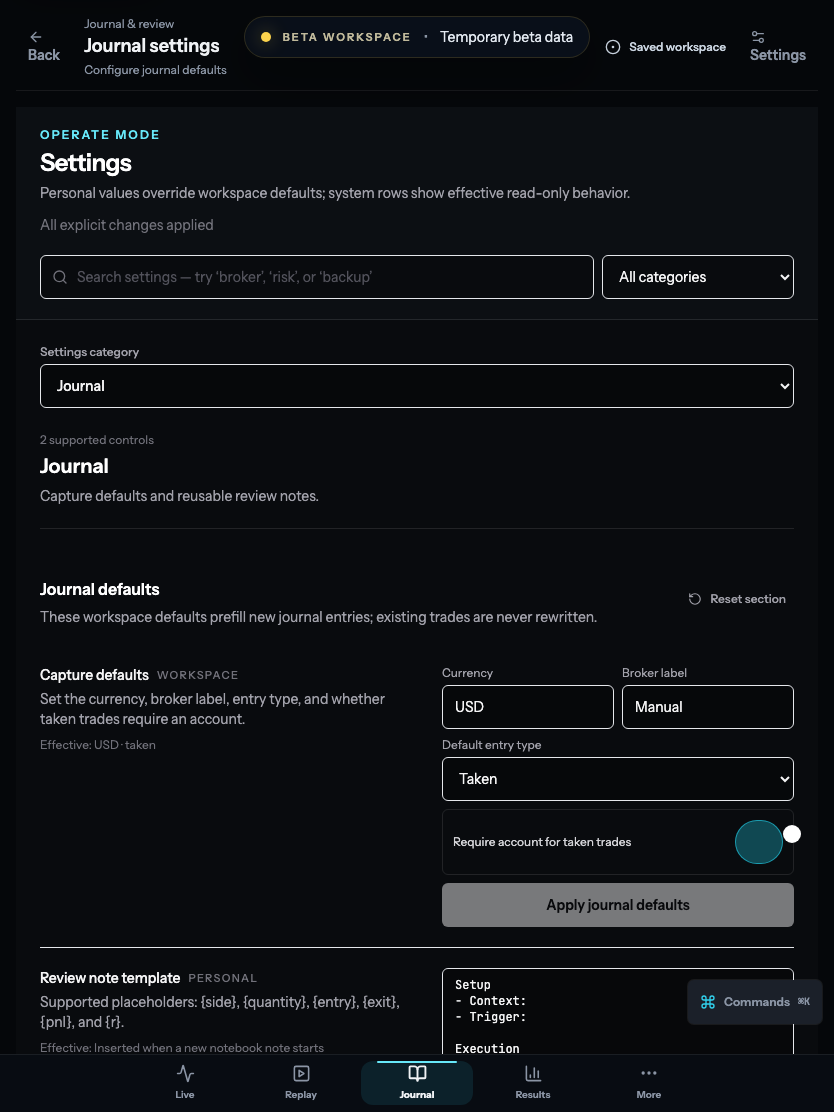 Back
Journal & review
Journal settings
Configure journal defaults
BETA WORKSPACE · Temporary beta data
Saved workspace
Settings
OPERATE MODE
Settings
Personal values override workspace defaults; system rows show effective read-only behavior.
All explicit changes applied
Search settings — try ‘broker’, ‘risk’, or ‘backup’
All categories
Settings category
Journal
2 supported controls
Journal
Capture defaults and reusable review notes.
Journal defaults
These workspace defaults prefill new journal entries; existing trades are never rewritten.
Reset section
Capture defaults WORKSPACE
Set the currency, broker label, entry type, and whether
taken trades require an account.
Effective: USD · taken
Currency
Broker label
USD
Manual
Default entry type
Taken
Require account for taken trades
Apply journal defaults
Review note template PERSONAL
Supported placeholders: {side}, {quantity}, {entry}, {exit},
{pnl}, and {r}.
Effective: Inserted when a new notebook note starts
Setup
- Context:
- Trigger:
Execution
Commands ⌘K
Live
Replay
Journal
Results
More